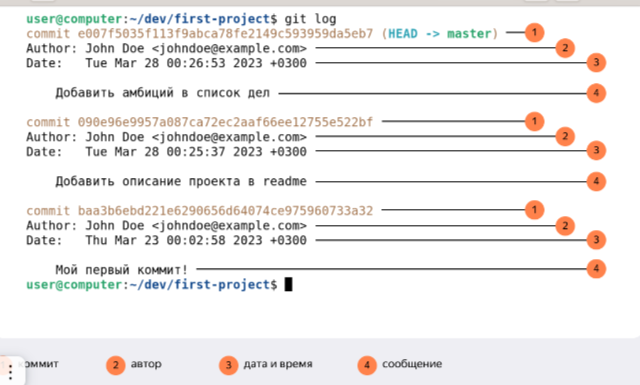 user@computer:~/dev/first-project$ git log
commit e007f5035f113f9abca78fe2149c593959da5eb7 (HEAD -> master) 1
Author: John Doe <johndoe@example.com> 2
Date: Tue Mar 28 00:26:53 2023 +0300 3
Добавить амбиций в список дел 4
commit 090e96e9957a087ca72ec2aaf66ee12755e522bf 1
Author: John Doe <johndoe@example.com> 2
Date: Tue Mar 28 00:25:37 2023 +0300 3
Добавить описание проекта в readme 4
commit baa3b6ebd221e6290656d64074ce975960733a32 1
Author: John Doe <johndoe@example.com> 2
Date: Thu Mar 23 00:02:58 2023 +0300 3
Мой первый коммит! 4
user@computer:~/dev/first-project$
коммит 2 автор 3 дата и время 4 сообщение